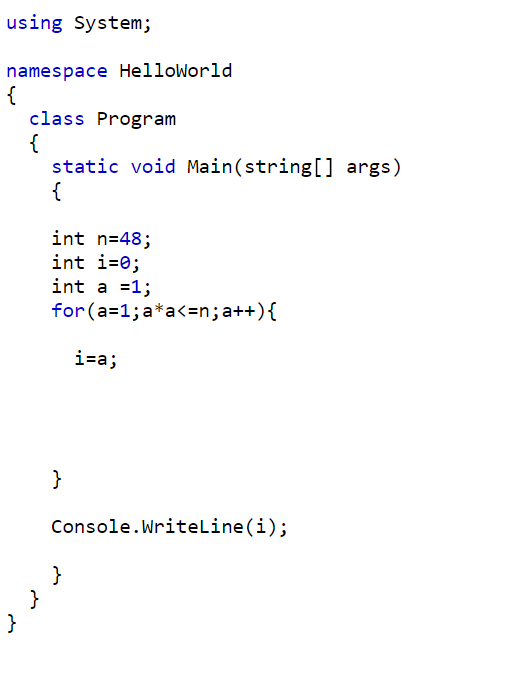 using System;
namespace HelloWorld
{
class Program
{
static void Main(string[] args)
{
int n=48;
int i=0;
int a =1;
for(a=1;a*a<=n;a++){
i=a;
}
Console.WriteLine(i);
}
}
}